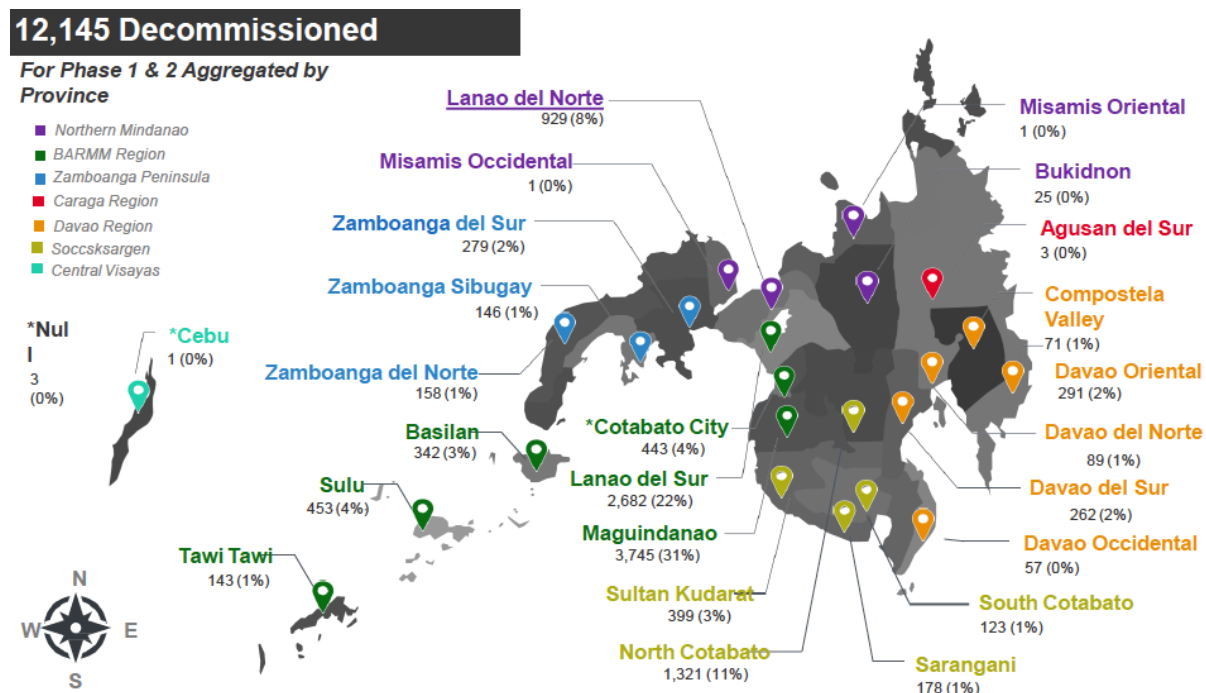 12,145 Decommissioned
For Phase 1 & 2 Aggregated by
Province
Northern Mindanao
BARMM Region
Zamboanga Peninsula
Caraga Region
Davao Region
Soccsksargen
Central Visayas
*Nul
l
3
(0%)
*Cebu
1 (0%)
Lanao del Norte
929 (8%)
Misamis Occidental
1 (0%)
Zamboanga del Sur
279 (2%)
Zamboanga Sibugay
146 (1%)
Zamboanga del Norte
158 (1%)
Basilan
342 (3%)
Sulu
453 (4%)
Tawi Tawi
143 (1%)
*Cotabato City
443 (4%)
Lanao del Sur
2,682 (22%)
Maguindanao
3,745 (31%)
Sultan Kudarat
399 (3%)
North Cotabato
1,321 (11%)
Misamis Oriental
1 (0%)
Bukidnon
25 (0%)
Agusan del Sur
3 (0%)
Compostela
Valley
71 (1%)
Davao Oriental
291 (2%)
Davao del Norte
89 (1%)
Davao del Sur
262 (2%)
Davao Occidental
57 (0%)
South Cotabato
123 (1%)
Sarangani
178 (1%)
N
W E
S